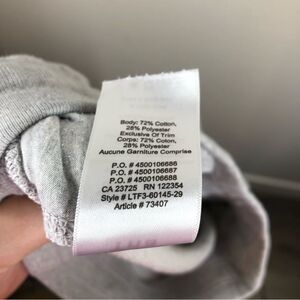 Body: 72% Cotton,
28% Polyester
Exclusive Of Trim
Corps: 72% Coton,
28% Polyester
Aucune Garniture Comprise
P.O. # 4500106686
P.O. # 4500106687
P.O. # 4500106688
CA 23725 RN 122354
Style # LTF3-60145-29
Article # 73407